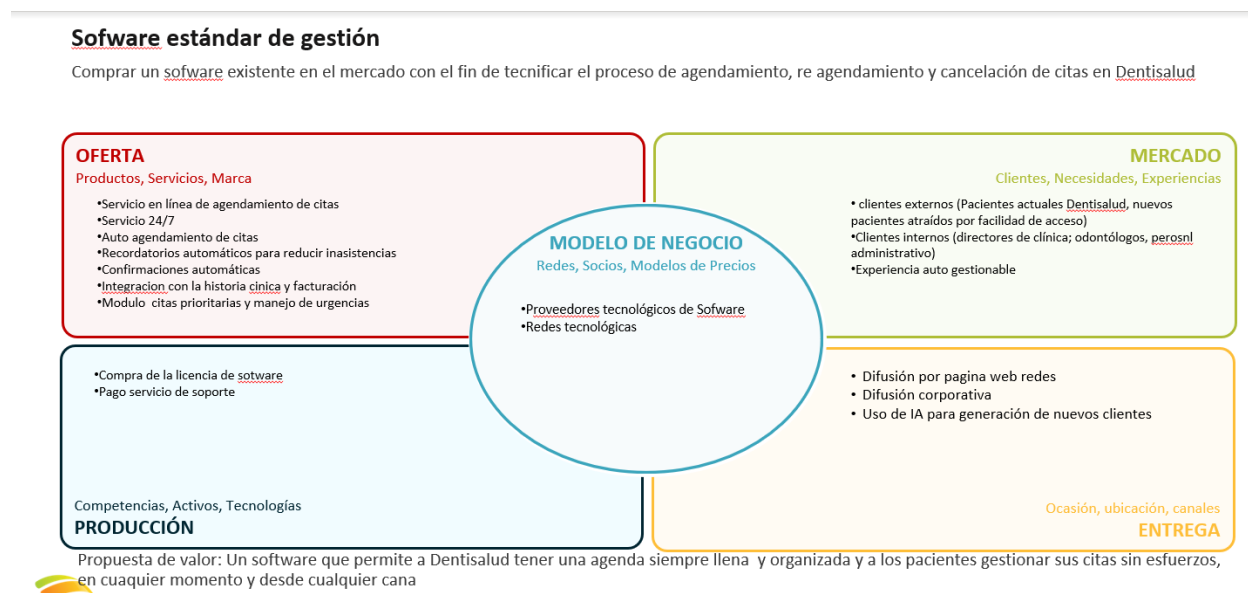 Sofware estándar de gestión
Comprar un sofware existente en el mercado con el fin de tecnificar el proceso de agendamiento, re agendamiento y cancelación de citas en Dentisalud
OFERTA
Productos, Servicios, Marca
•Servicio en línea de agendamiento de citas
•Servicio 24/7
•Auto agendamiento de citas
•Recordatorios automáticos para reducir inasistencias
•Confirmaciones automáticas
•Integracion con la historia cinica y facturación
•Modulo citas prioritarias y manejo de urgencias
MERCADO
Clientes, Necesidades, Experiencias
• clientes externos (Pacientes actuales Dentisalud, nuevos
pacientes atraídos por facilidad de acceso)
•Clientes internos (directores de clínica; odontólogos, perosnl
administrativo)
•Experiencia auto gestionable
MODELO DE NEGOCIO
Redes, Socios, Modelos de Precios
•Proveedores tecnológicos de Sofware
•Redes tecnológicas
•Compra de la licencia de sotware
•Pago servicio de soporte
Competencias, Activos, Tecnologías
PRODUCCIÓN
• Difusión por pagina web redes
• Difusión corporativa
• Uso de IA para generación de nuevos clientes
Ocasión, ubicación, canales
ENTREGA
Propuesta de valor: Un software que permite a Dentisalud tener una agenda siempre llena y organizada y a los pacientes gestionar sus citas sin esfuerzos,
en cuaquier momento y desde cualquier cana